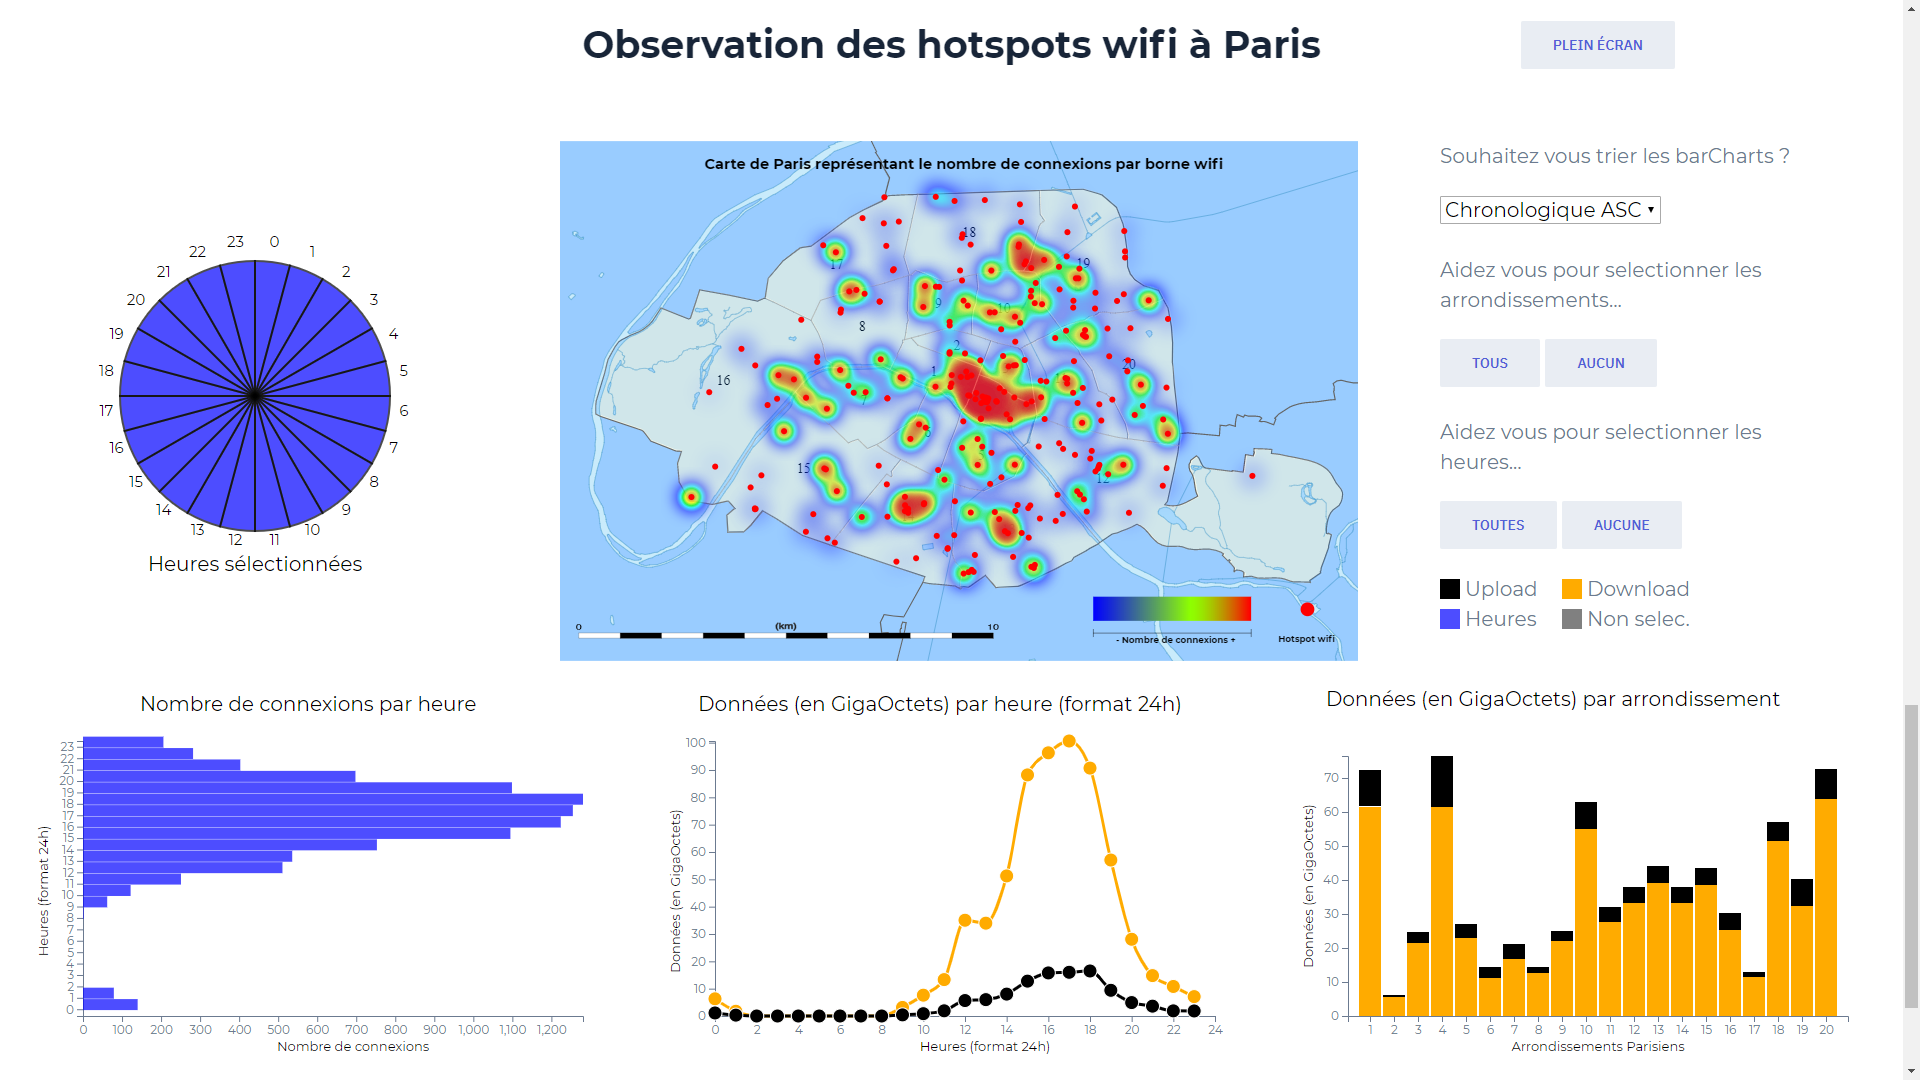 Observation des hotspots wifi à Paris
PLEIN ÉCRAN
Carte de Paris représentant le nombre de connexions par borne wifi
18
17
19
9
10
8
2
1
20
16
11
7
6
5
15
12
0 (km) 10
- Nombre de connexions +
Hotspot wifi
23 0 1 2 3 4 5 6 7 8 9 10 11 12 13 14 15 16 17 18 19 20 21 22
Heures sélectionnées
Souhaitez vous trier les barCharts ?
Chronologique ASC
Aidez vous pour selectionner les
arrondissements...
TOUS
AUCUN
Aidez vous pour selectionner les
heures...
TOUTES
AUCUNE
Upload
Download
Heures
Non selec.
Nombre de connexions par heure
Heures (format 24h)
23
22
21
20
19
18
17
16
15
14
13
12
11
10
9
8
7
6
5
4
3
2
1
0
0 100 200 300 400 500 600 700 800 900 1,000 1,100 1,200
Nombre de connexions
Données (en GigaOctets) par heure (format 24h)
Données (en GigaOctets)
100
90
80
70
60
50
40
30
20
10
0
0 2 4 6 8 10 12 14 16 18 20 22 24
Heures (format 24h)
Données (en GigaOctets) par arrondissement
Données (en GigaOctets)
70
60
50
40
30
20
10
0
1 2 3 4 5 6 7 8 9 10 11 12 13 14 15 16 17 18 19 20
Arrondissements Parisiens